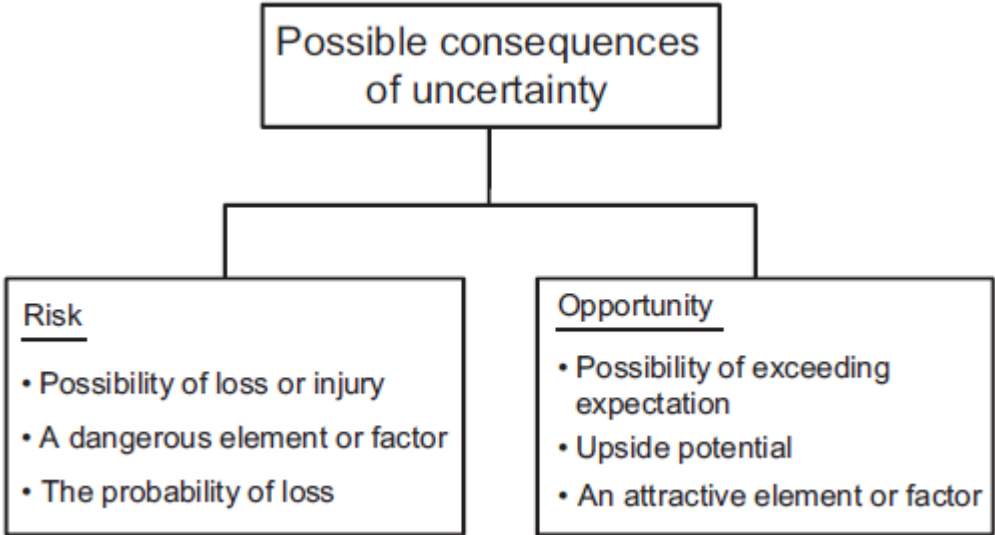 Possible consequences
of uncertainty
Risk
• Possibility of loss or injury
• A dangerous element or factor
• The probability of loss
Opportunity
• Possibility of exceeding
expectation
• Upside potential
• An attractive element or factor